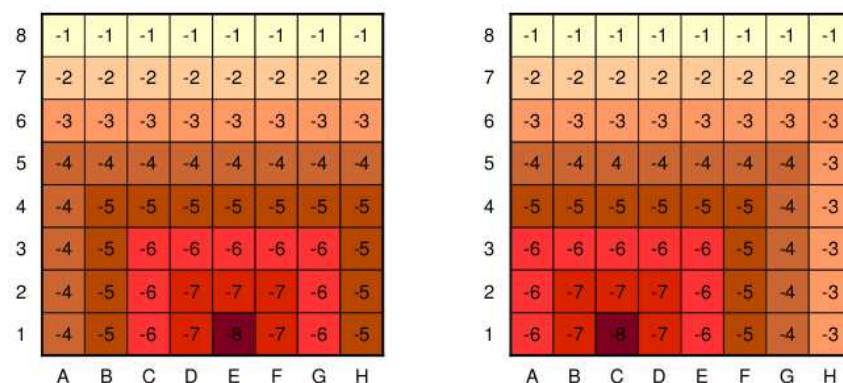 8 -1 -1 -1 -1 -1 -1 -1 -1 8 -1 -1 -1 -1 -1 -1 -1 -1
7 -2 -2 -2 -2 -2 -2 -2 -2 7 -2 -2 -2 -2 -2 -2 -2 -2
6 -3 -3 -3 -3 -3 -3 -3 -3 6 -3 -3 -3 -3 -3 -3 -3 -3
5 -4 -4 -4 -4 -4 -4 -4 -4 5 -4 -4 4 -4 -4 -4 -4 -3
4 -4 -5 -5 -5 -5 -5 -5 -5 4 -5 -5 -5 -5 -5 -5 -4 -3
3 -4 -5 -6 -6 -6 -6 -6 -5 3 -6 -6 -6 -6 -6 -5 -4 -3
2 -4 -5 -6 -7 -7 -7 -6 -5 2 -6 -7 -7 -7 -6 -5 -4 -3
1 -4 -5 -6 -7 -8 -7 -6 -5 1 -6 -7 -8 -7 -6 -5 -4 -3
A B C D E F G H A B C D E F G H